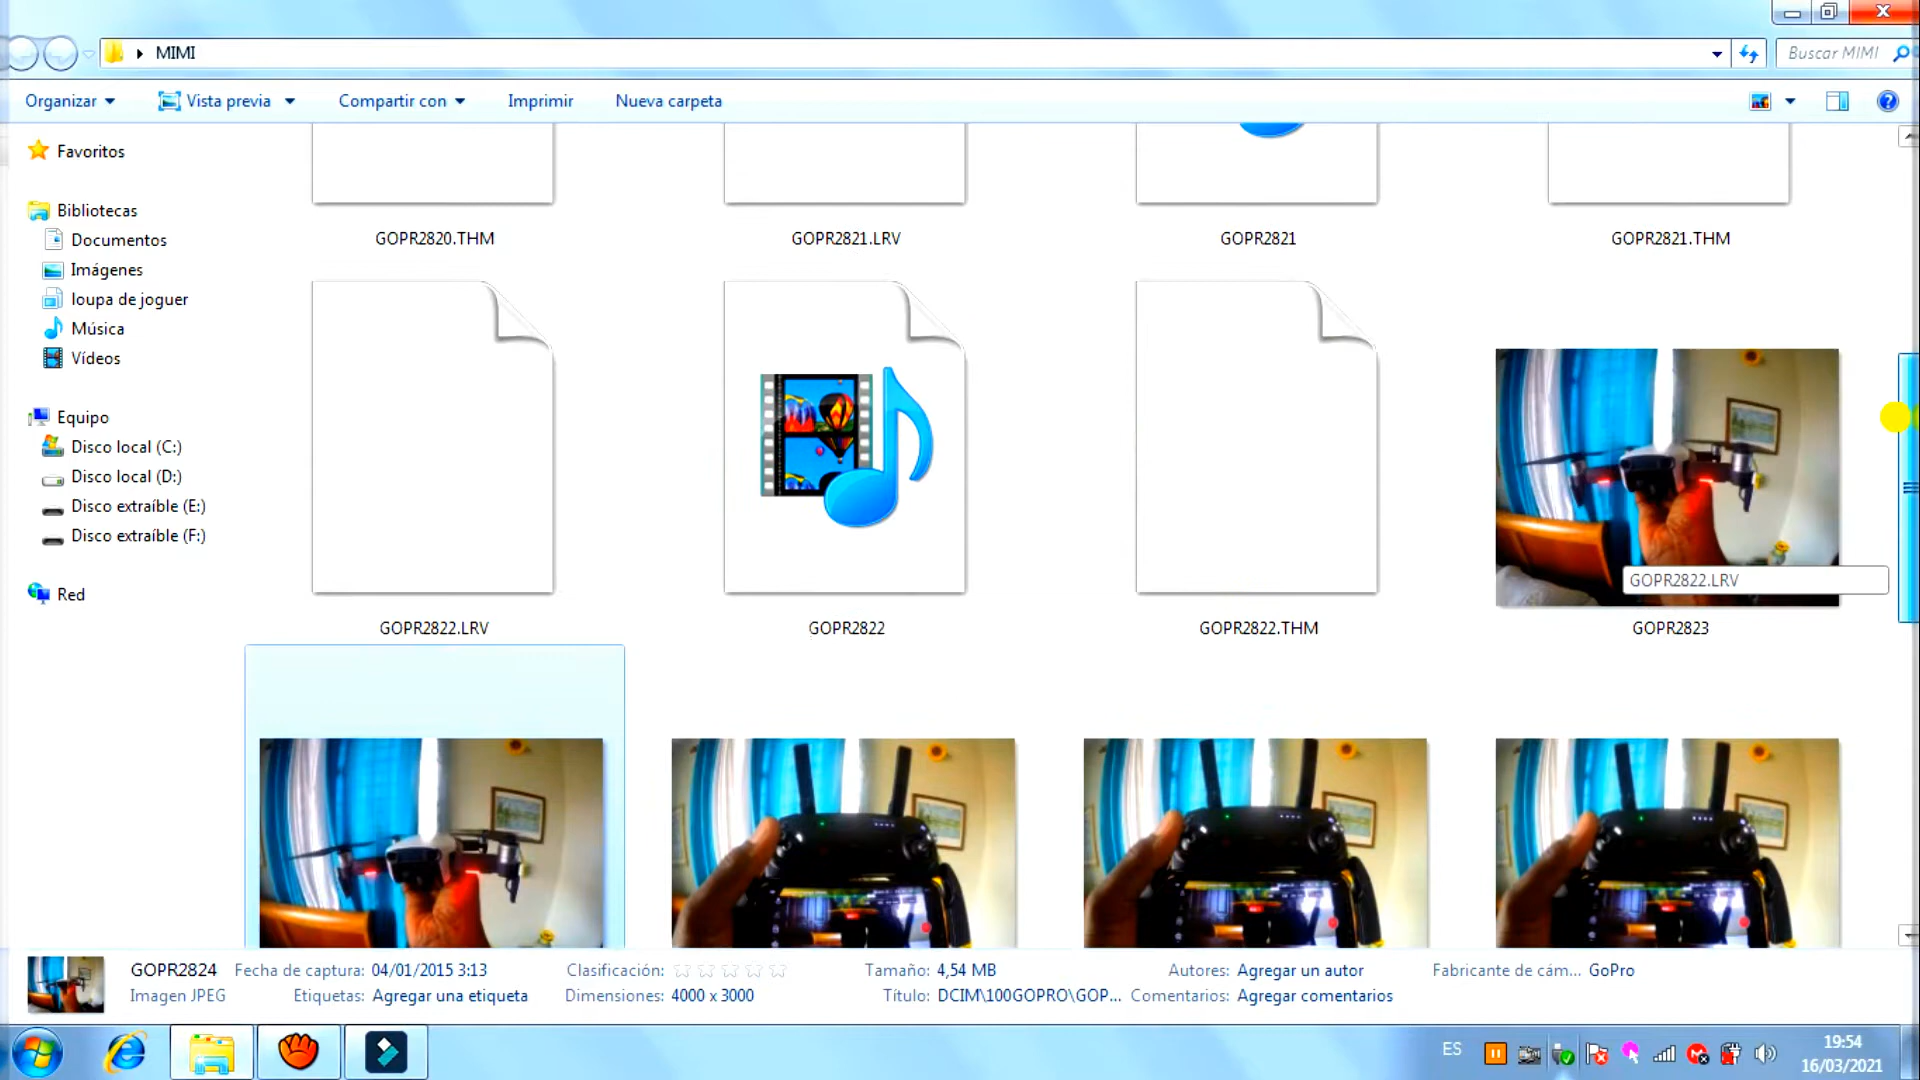 MIMI
Buscar MIMI
Organizar
Vista previa
Compartir con
Imprimir
Nueva carpeta
Favoritos
Bibliotecas
Documentos
Imágenes
loupa de joguer
Música
Vídeos
Equipo
Disco local (C:)
Disco local (D:)
Disco extraíble (E:)
Disco extraíble (F:)
Red
GOPR2820.THM
GOPR2821.LRV
GOPR2821
GOPR2821.THM
GOPR2822.LRV
GOPR2822.LRV
GOPR2822
GOPR2822.THM
GOPR2823
GOPR2824 Fecha de captura: 04/01/2015 3:13 Clasificación: Tamaño: 4,54 MB Autores: Agregar un autor Fabricante de cám... GoPro
Imagen JPEG Etiquetas: Agregar una etiqueta Dimensiones: 4000 x 3000 Título: DCIM\100GOPRO\GOP... Comentarios: Agregar comentarios
ES
19:54
16/03/2021